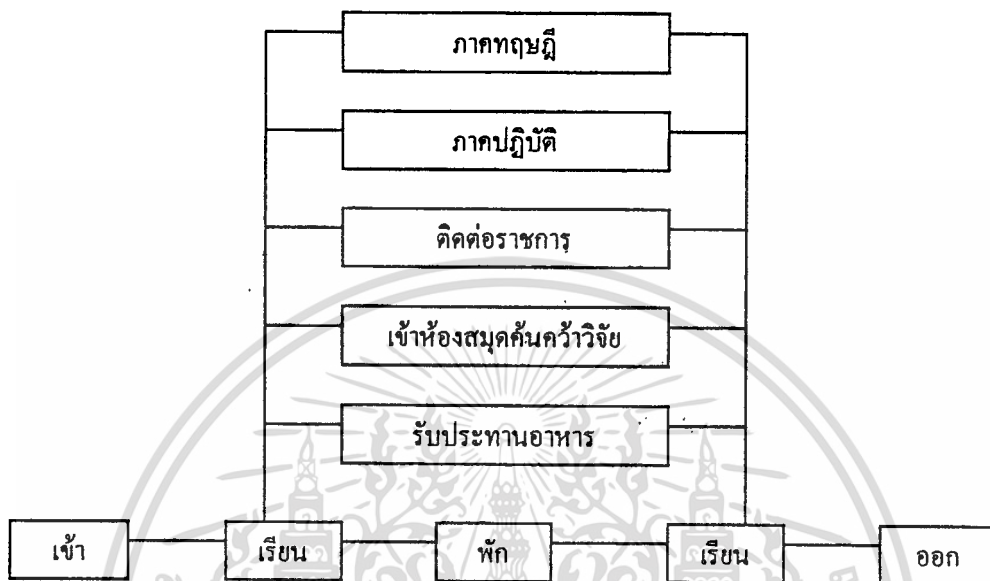 ภาคทฤษฎี
ภาคปฏิบัติ
ติดต่อราชการ
เข้าห้องสมุดค้นคว้าวิจัย
รับประทานอาหาร
เข้า
เรียน
พัก
เรียน
ออก